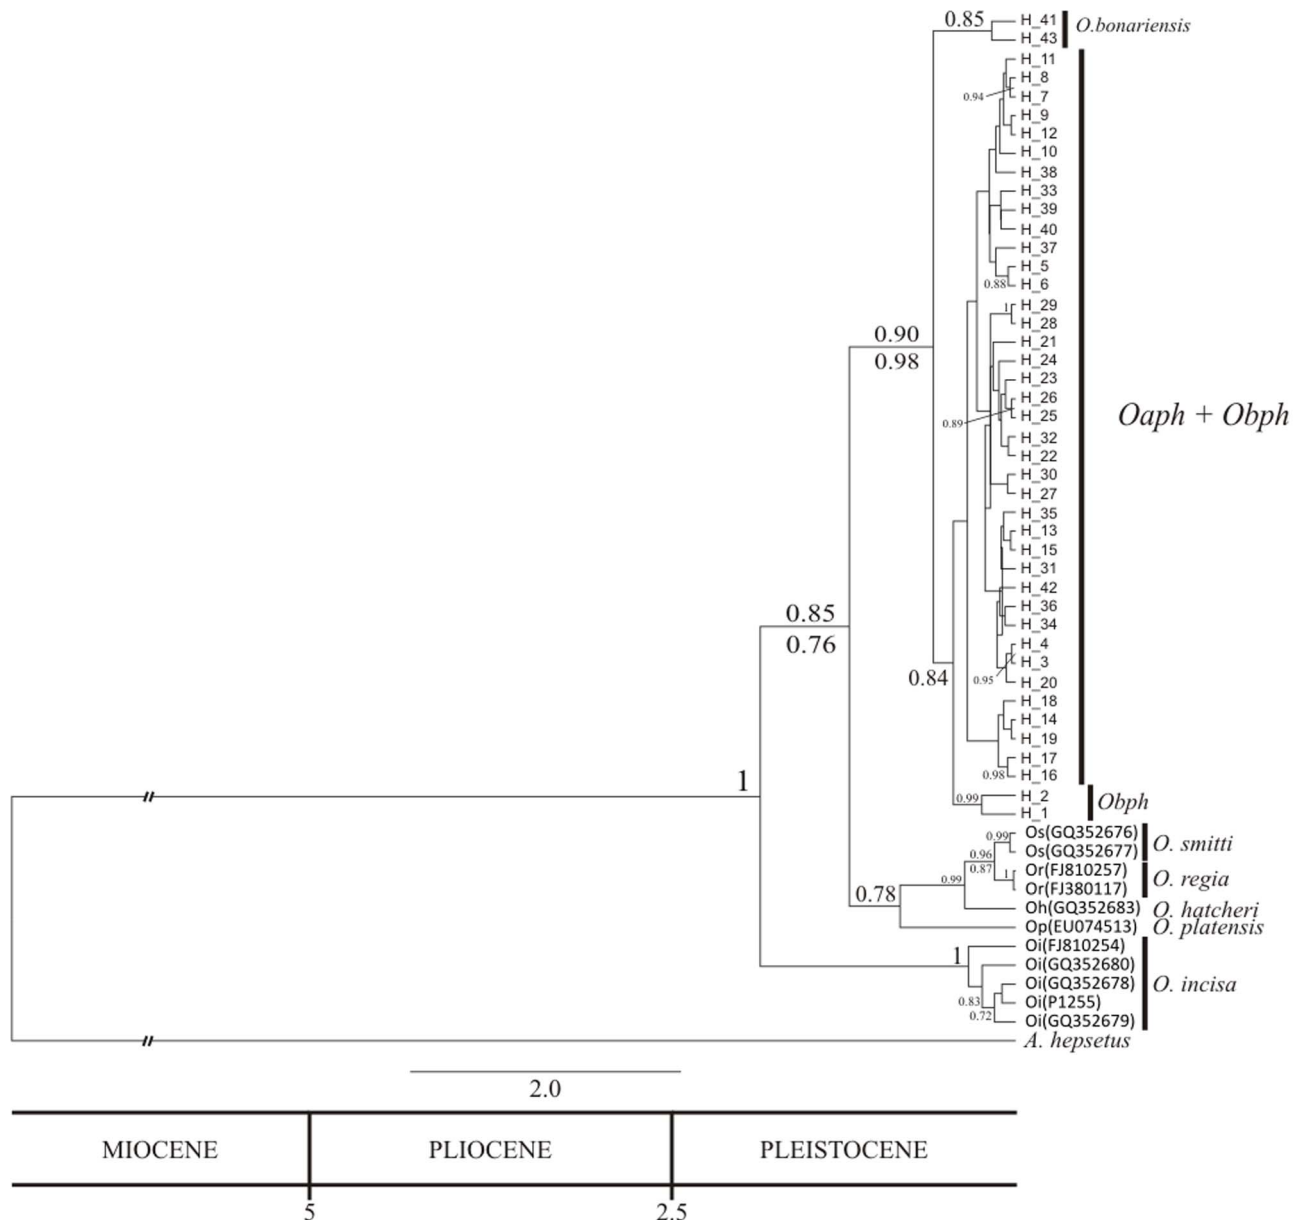 0.85
H_41
O.bonariensis
H_43
H_11
H_8
0.94
H_7
H_9
H_12
H_10
H_38
H_33
H_39
H_40
H_37
H_5
0.88
H_6
1
H_29
H_28
0.90
H_21
0.98
H_24
H_23
H_26
H_25
Oaph + Obph
0.89
H_32
H_22
H_30
H_27
H_35
H_13
H_15
H_31
H_42
0.85
H_36
H_34
0.76
H_4
H_3
0.95
H_20
0.84
H_18
H_14
H_19
H_17
0.98
H_16
1
0.99
H_2
Obph
H_1
0.99
Os(GQ352676)
O. smitti
0.96
Os(GQ352677)
0.87
1
Or(FJ810257)
O. regia
Or(FJ380117)
0.99
0.78
Oh(GQ352683)
O. hatcheri
Op(EU074513)
O. platensis
1
Oi(FJ810254)
Oi(GQ352680)
Oi(GQ352678)
O. incisa
0.83
Oi(P1255)
0.72
Oi(GQ352679)
A. hepsetus
2.0
MIOCENE
PLIOCENE
PLEISTOCENE
5
2.5